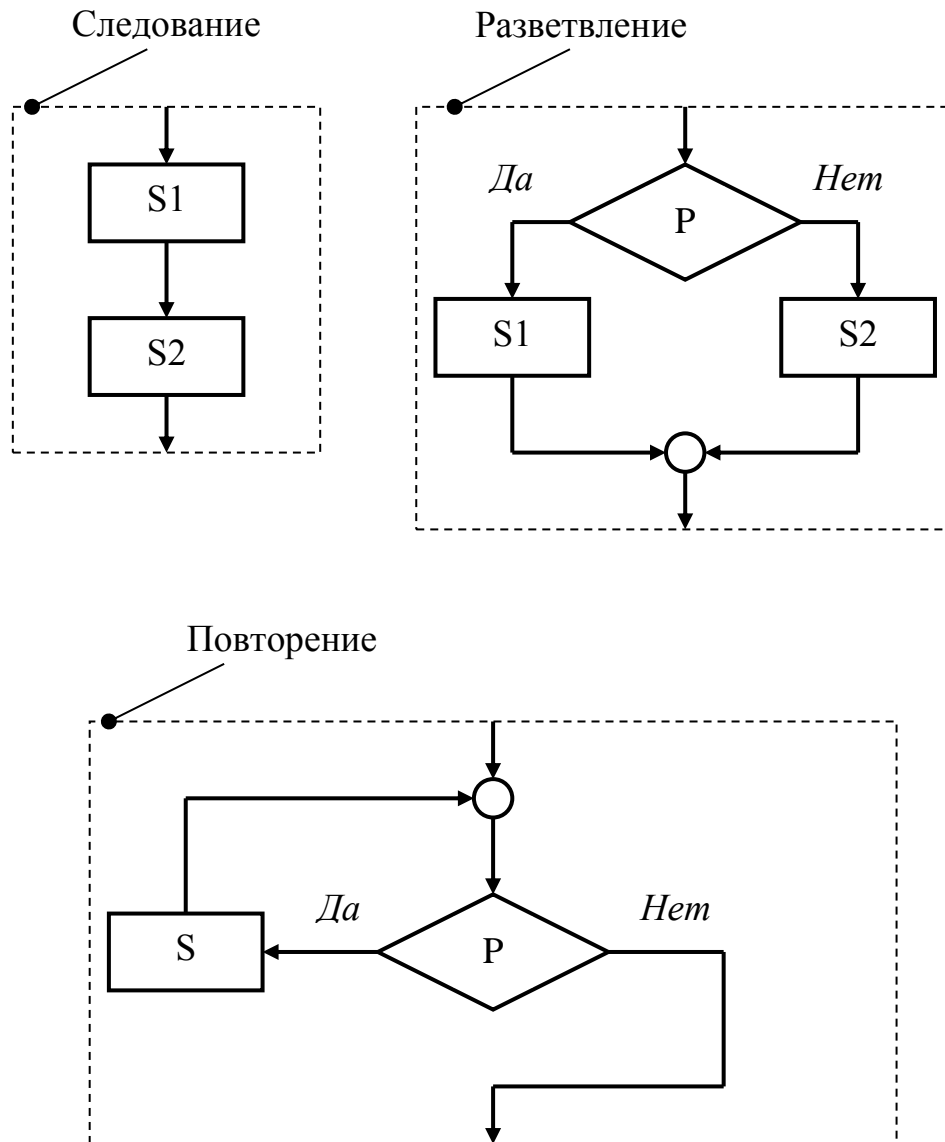 Следование
Разветвление
S1
S2
Да
Нет
P
S1
S2
Повторение
Да
Нет
S
P